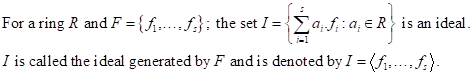 For a ring R and F = {f₁,…,fₛ}; the set I = {∑ᵢ₌₁ˢ aᵢ.fᵢ : aᵢ ∈ R} is an ideal.
I is called the ideal generated by F and is denoted by I = ⟨f₁,…,fₛ⟩.